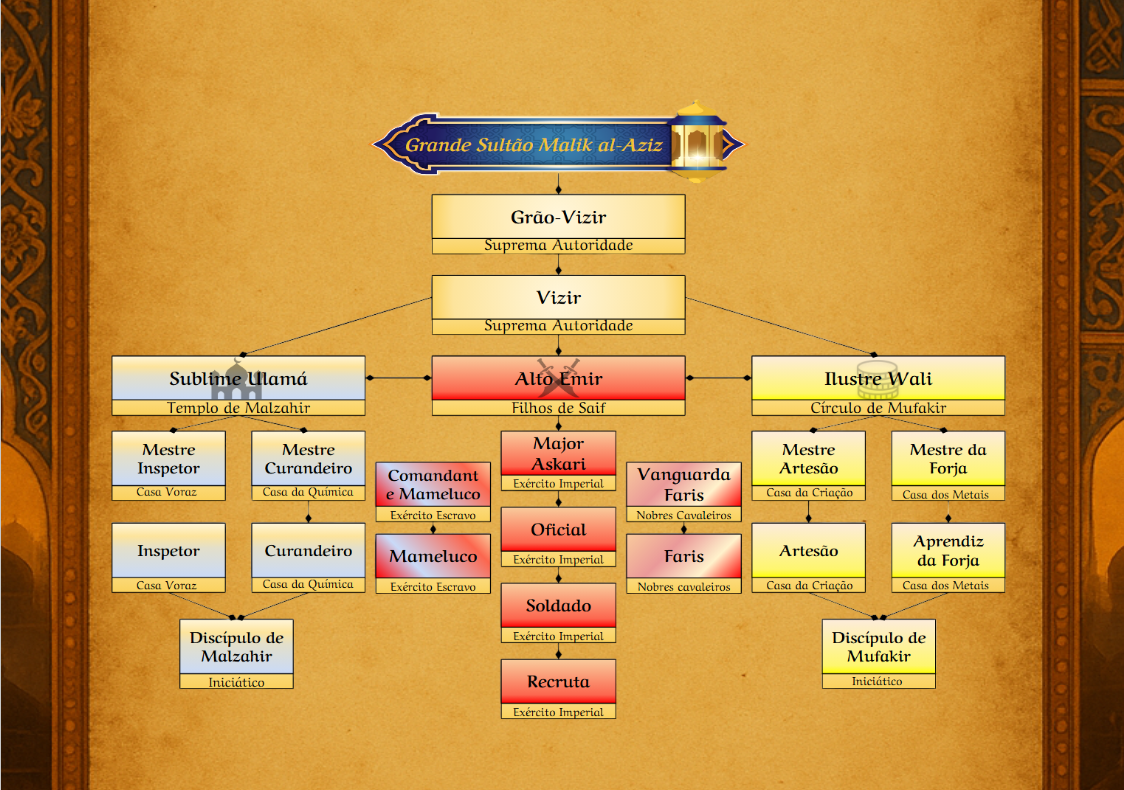 Grande Sultão Malik al-Aziz
Grão-Vizir
Suprema Autoridade
Vizir
Suprema Autoridade
Sublime Ulamá
Templo de Malzahir
Alto Emir
Filhos de Saif
Ilustre Wali
Círculo de Mufakir
Mestre
Inspetor
Casa Voraz
Mestre
Curandeiro
Casa da Química
Comandant
e Mameluco
Exército Escravo
Major
Askari
Exército Imperial
Vanguarda
Faris
Nobres Cavaleiros
Mestre
Artesão
Casa da Criação
Mestre da
Forja
Casa dos Metais
Inspetor
Casa Voraz
Curandeiro
Casa da Química
Mameluco
Exército Escravo
Oficial
Exército Imperial
Faris
Nobres cavaleiros
Artesão
Casa da Criação
Aprendiz
da Forja
Casa dos Metais
Soldado
Exército Imperial
Discípulo de
Malzahir
Iniciático
Recruta
Exército Imperial
Discípulo de
Mufakir
Iniciático